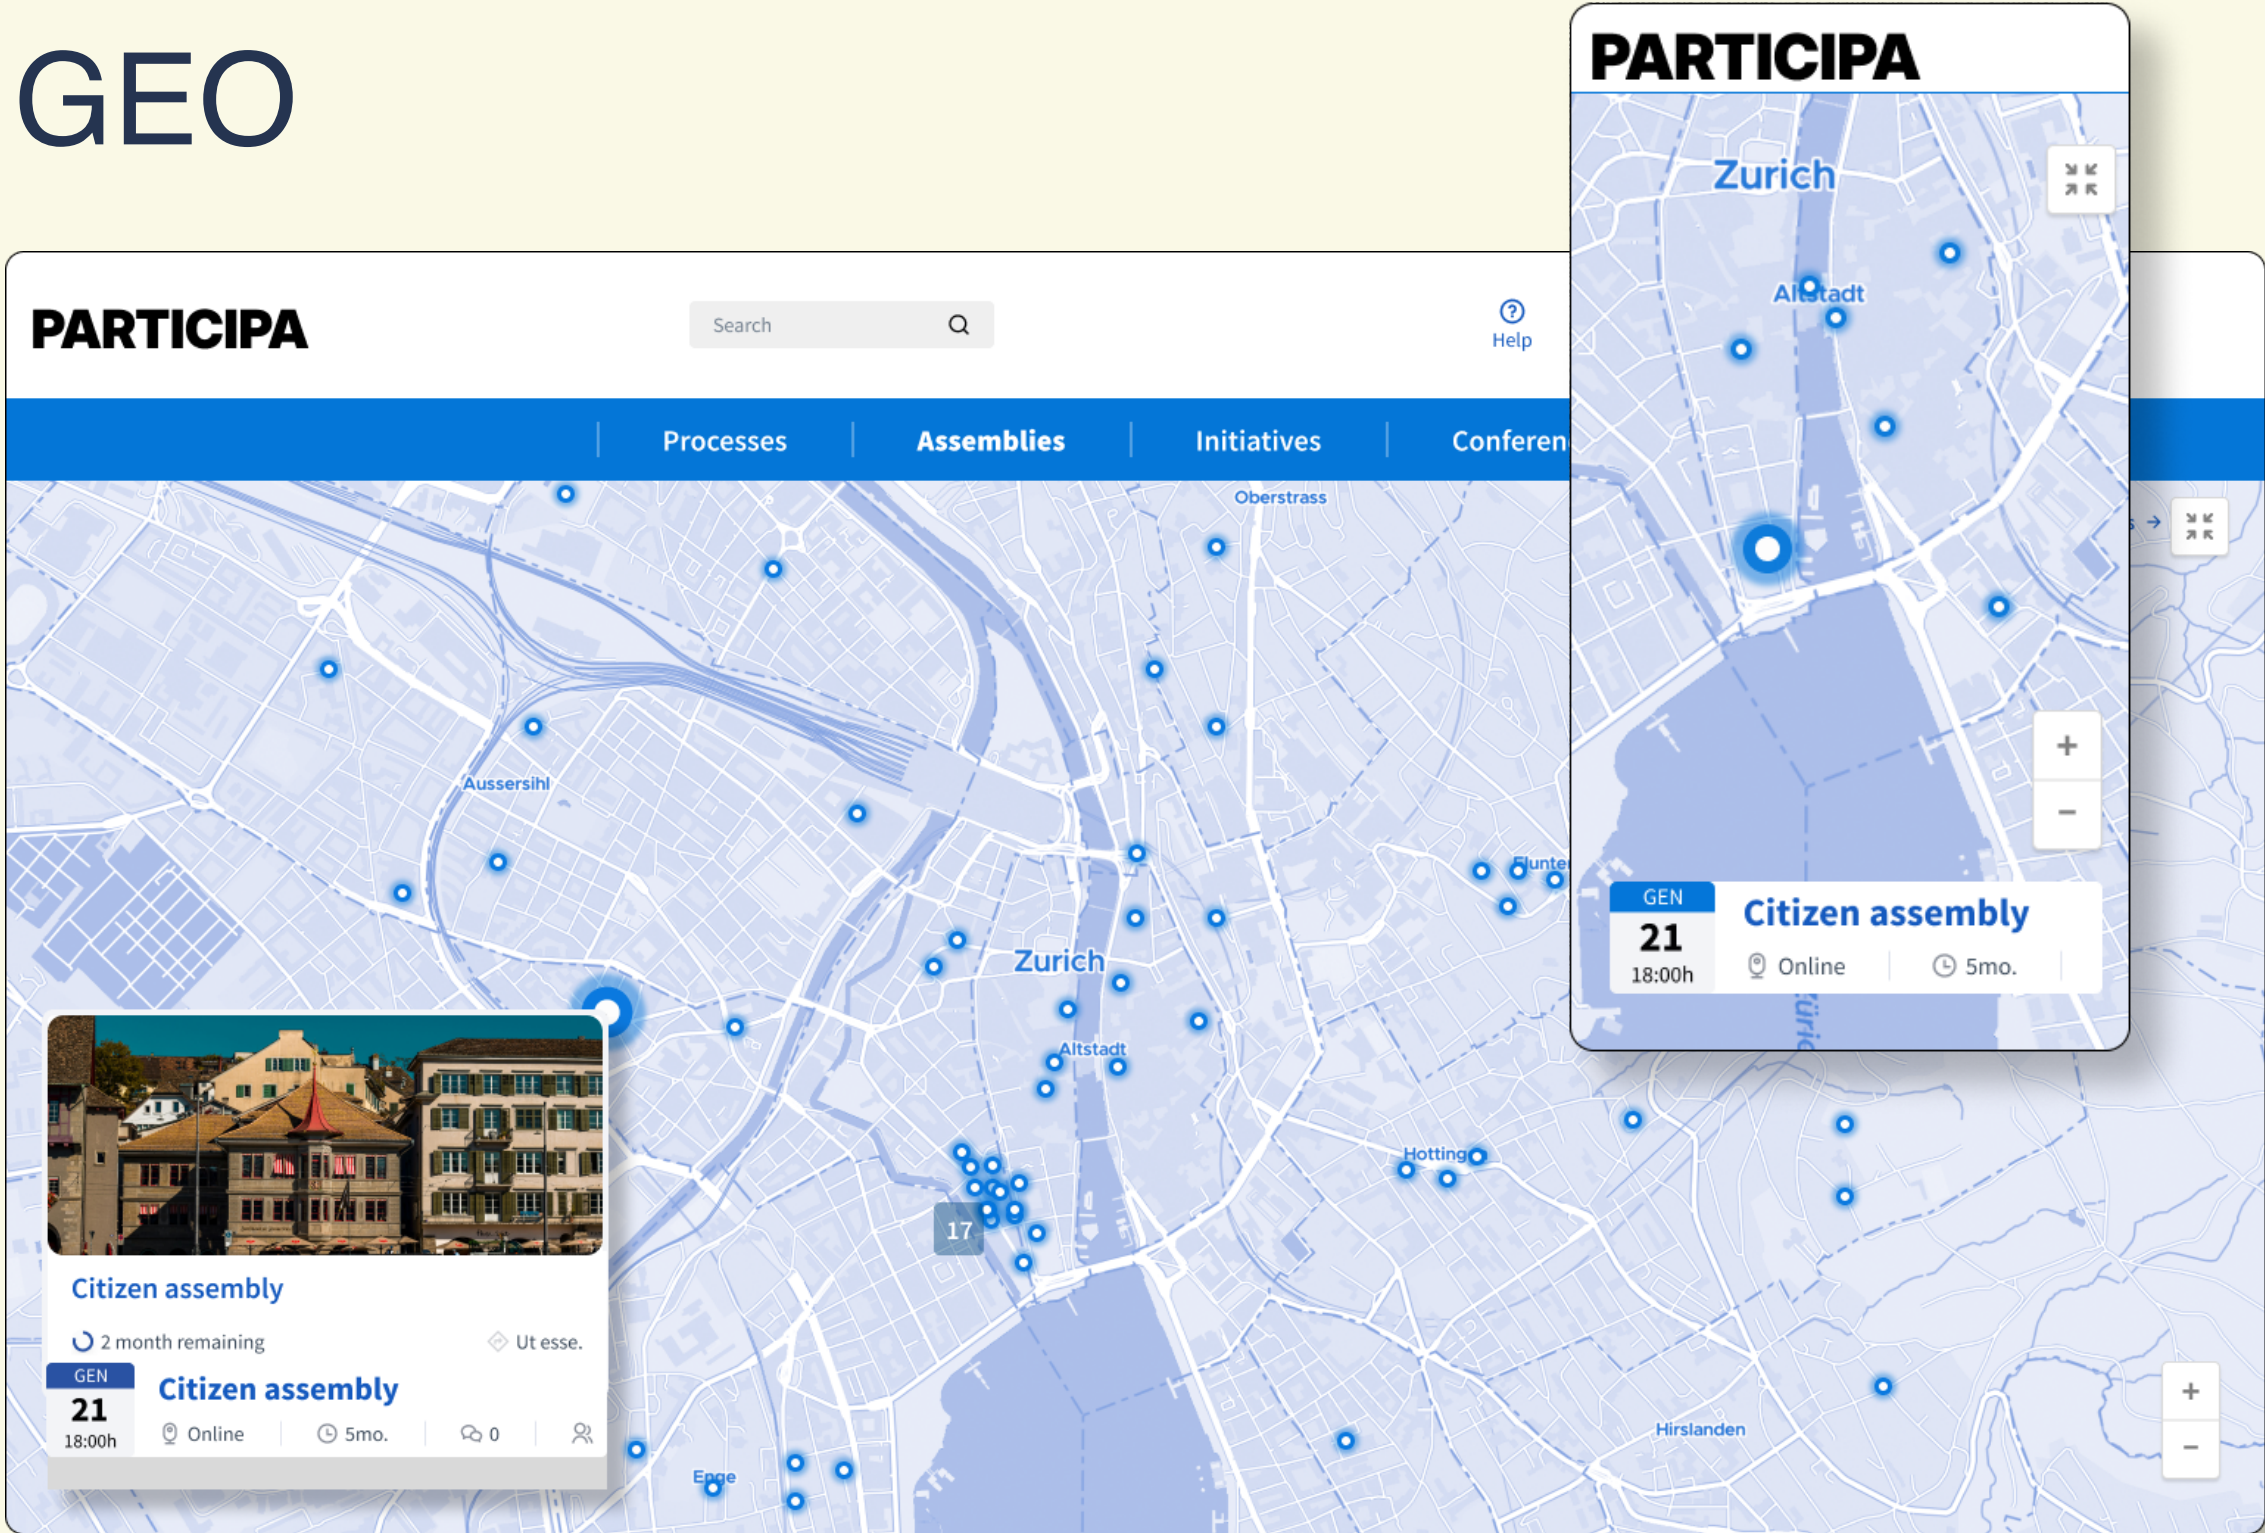 GEO
PARTICIPA
Search
Help
Processes
Assemblies
Initiatives
Conferen
Oberstrass
Aussersihl
Zurich
Altstadt
17
Hotting
Hirslanden
Enge
Citizen assembly
2 month remaining
Ut esse.
GEN
21
18:00h
Citizen assembly
Online
5mo.
0
PARTICIPA
Zurich
Altstadt
+
−
GEN
21
18:00h
Citizen assembly
Online
5mo.
+
−